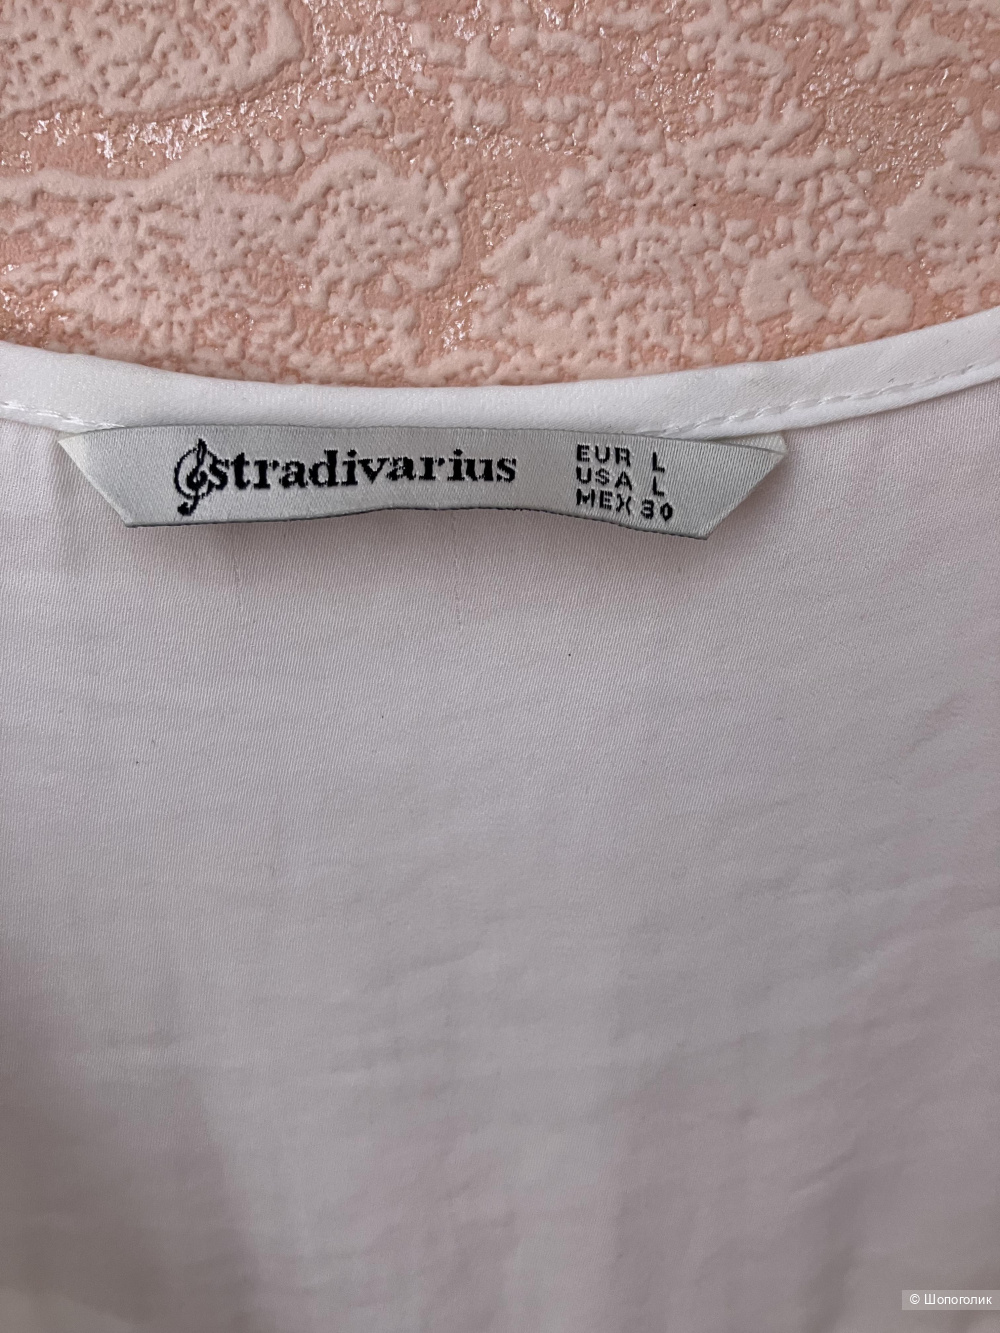 stradivarius
EUR L
USA L
MEX 30
© Шопоголик